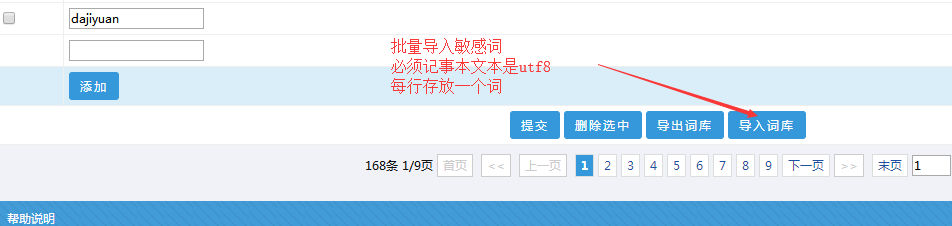 dajiyuan
批量导入敏感词
必须记事本文本是utf8
每行存放一个词
添加
提交 删除选中 导出词库 导入词库
168条 1/9页 首页 << 上一页 1 2 3 4 5 6 7 8 9 下一页 >> 末页 1
帮助说明